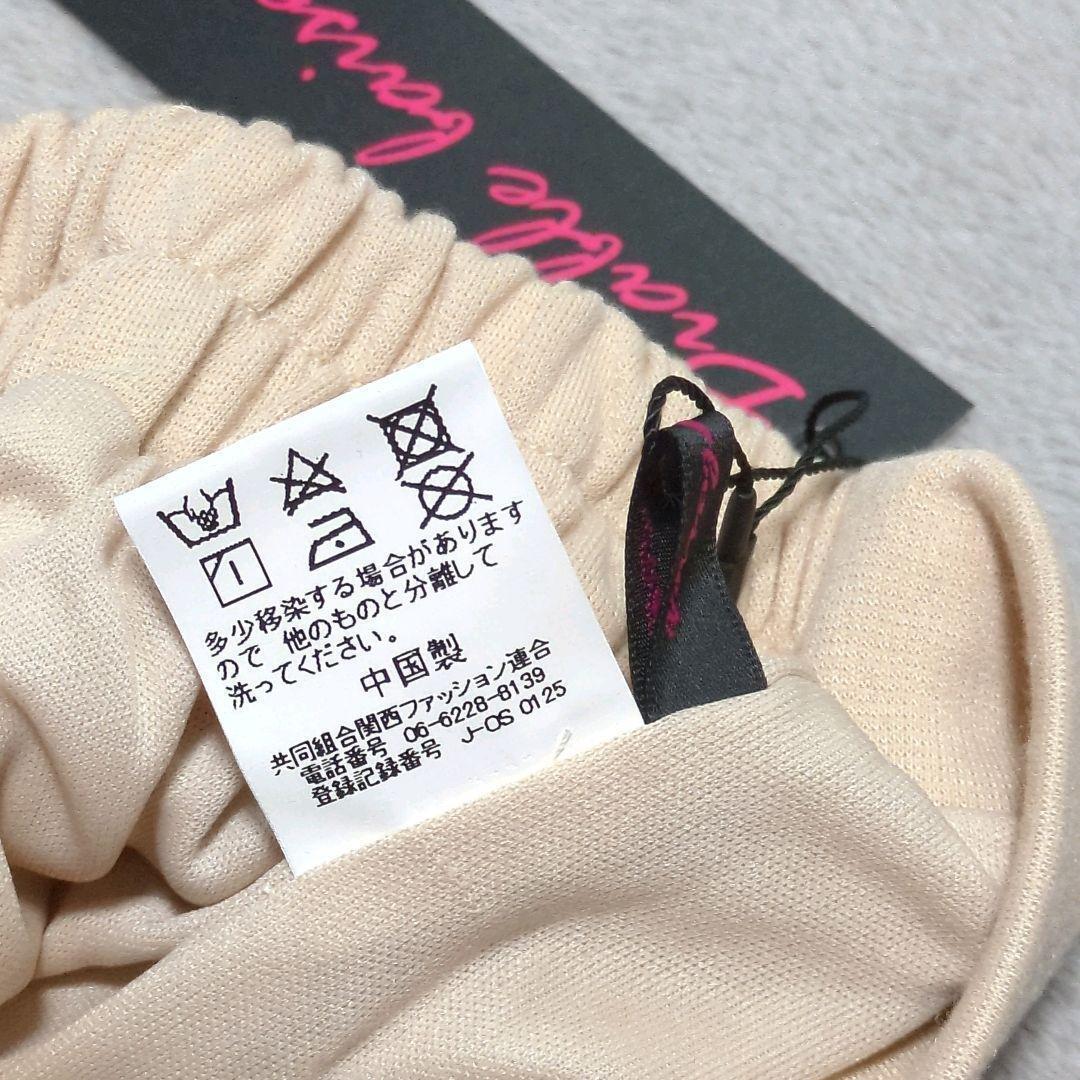 Diable baise
多少移染する場合があります
ので 他のものと分離して
洗ってください。
中国製
共同組合関西ファッション連合
電話番号 06-6228-8139
登録記録番号 J-OS 0125